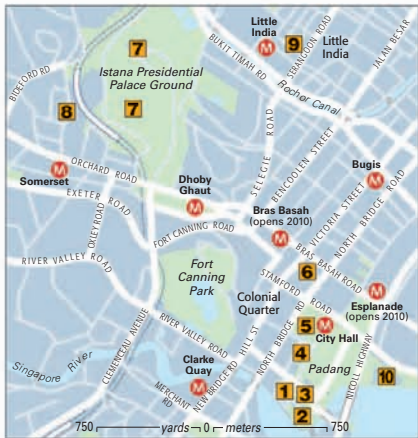 Little
India
M
9
Little
India
SERANGOON ROAD
JALAN BESAR
BUKIT TIMAH RD
Rochor Canal
7
Istana Presidential
Palace Ground
7
BIDEFORD RD
8
M
Somerset
ORCHARD ROAD
EXETER ROAD
OXLEY ROAD
Dhoby
Ghaut
M
SELEGIE ROAD
BENCOOLEN STREET
Bugis
M
VICTORIA STREET
NORTH BRIDGE ROAD
Bras Basah
(opens 2010)
M
BRAS BASAH ROAD
FORT CANNING ROAD
RIVER VALLEY ROAD
Fort
Canning
Park
6
STAMFORD ROAD
Colonial
Quarter
Esplanade
(opens 2010)
M
5
M
City Hall
CLEMENCEAU AVENUE
RIVER VALLEY ROAD
HILL ST
NORTH BRIDGE RD
4
Padang
NICOLL HIGHWAY
10
Singapore River
Clarke
Quay
M
MERCHANT RD
NEW BRIDGE RD
1
3
2
750 yards 0 meters 750